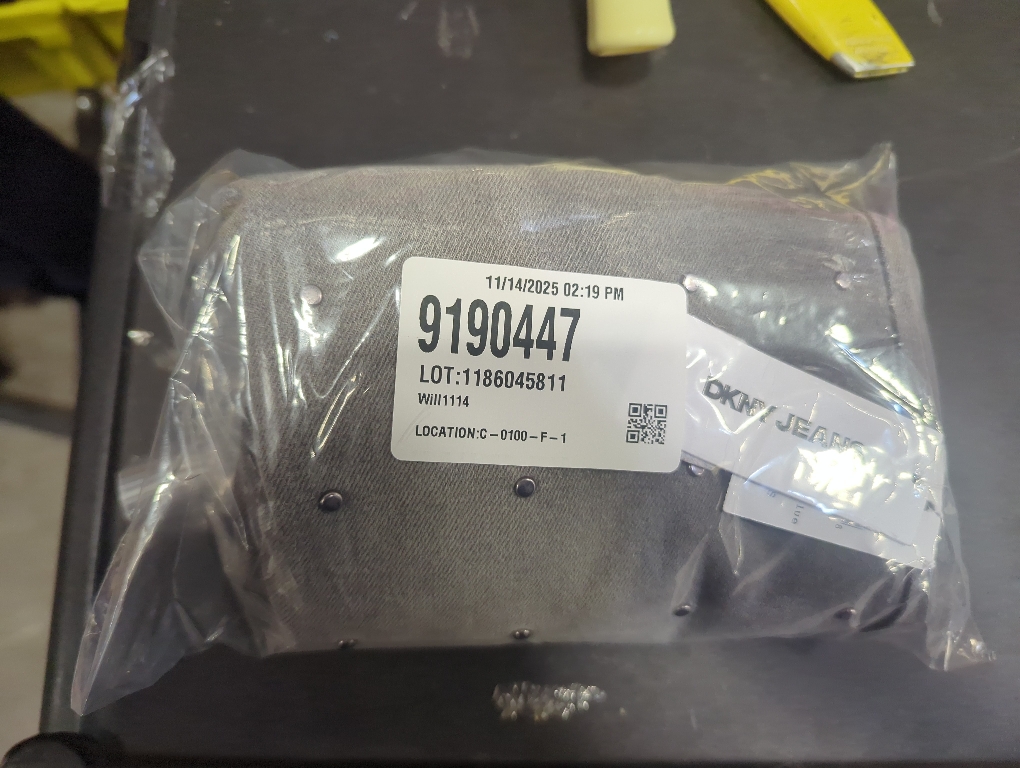 11/14/2025 02:19 PM
9190447
LOT:1186045811
Will1114
LOCATION:C-0100-F-1
DKNY JEANS